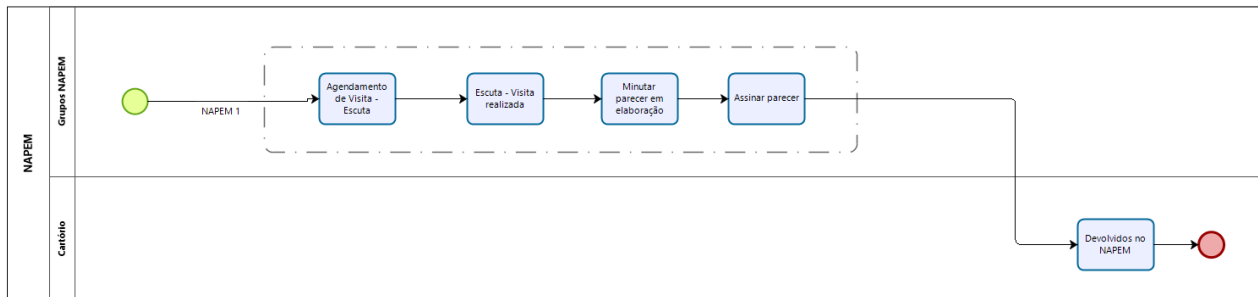 NAPEM
Grupos NAPEM
NAPEM 1
Agendamento
de Visita -
Escuta
Escuta - Visita
realizada
Minutar
parecer em
elaboração
Assinar parecer
Cartório
Devolvidos no
NAPEM